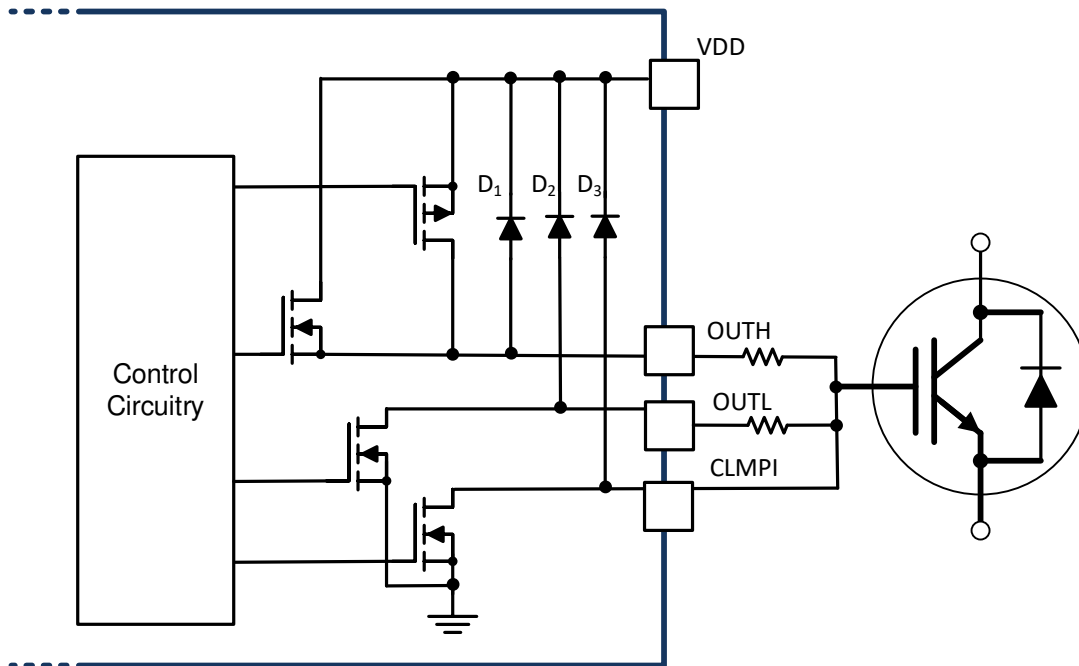 VDD
D₁
D₂
D₃
OUTH
Control
Circuitry
OUTL
CLMPI